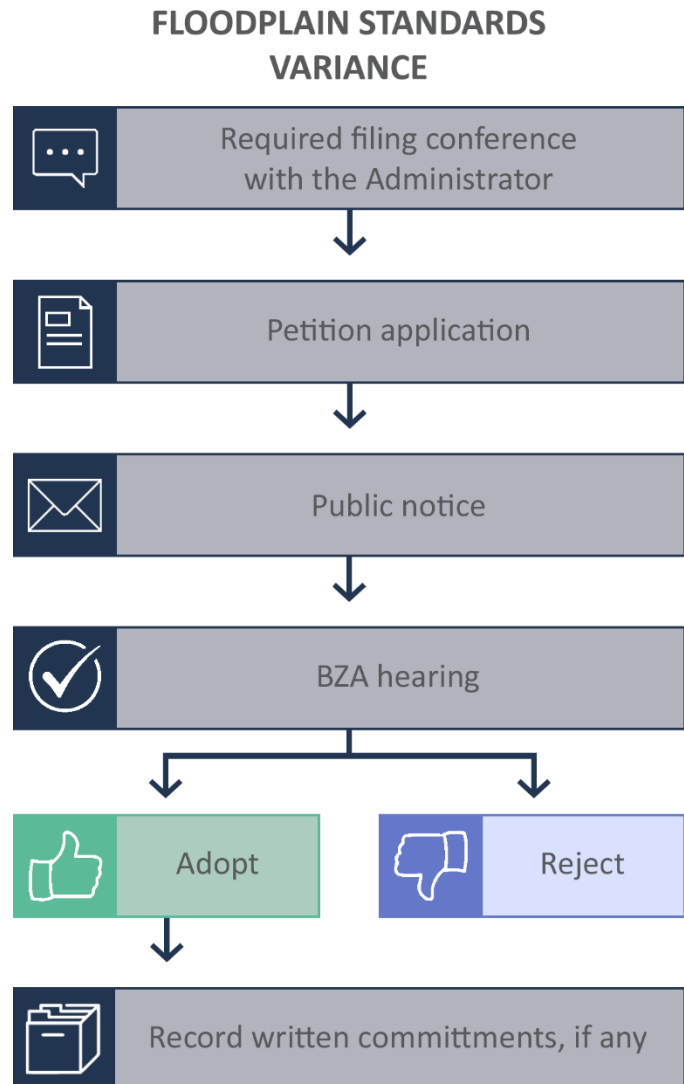 FLOODPLAIN STANDARDS
VARIANCE
Required filing conference
with the Administrator
Petition application
Public notice
BZA hearing
Adopt
Reject
Record written committments, if any